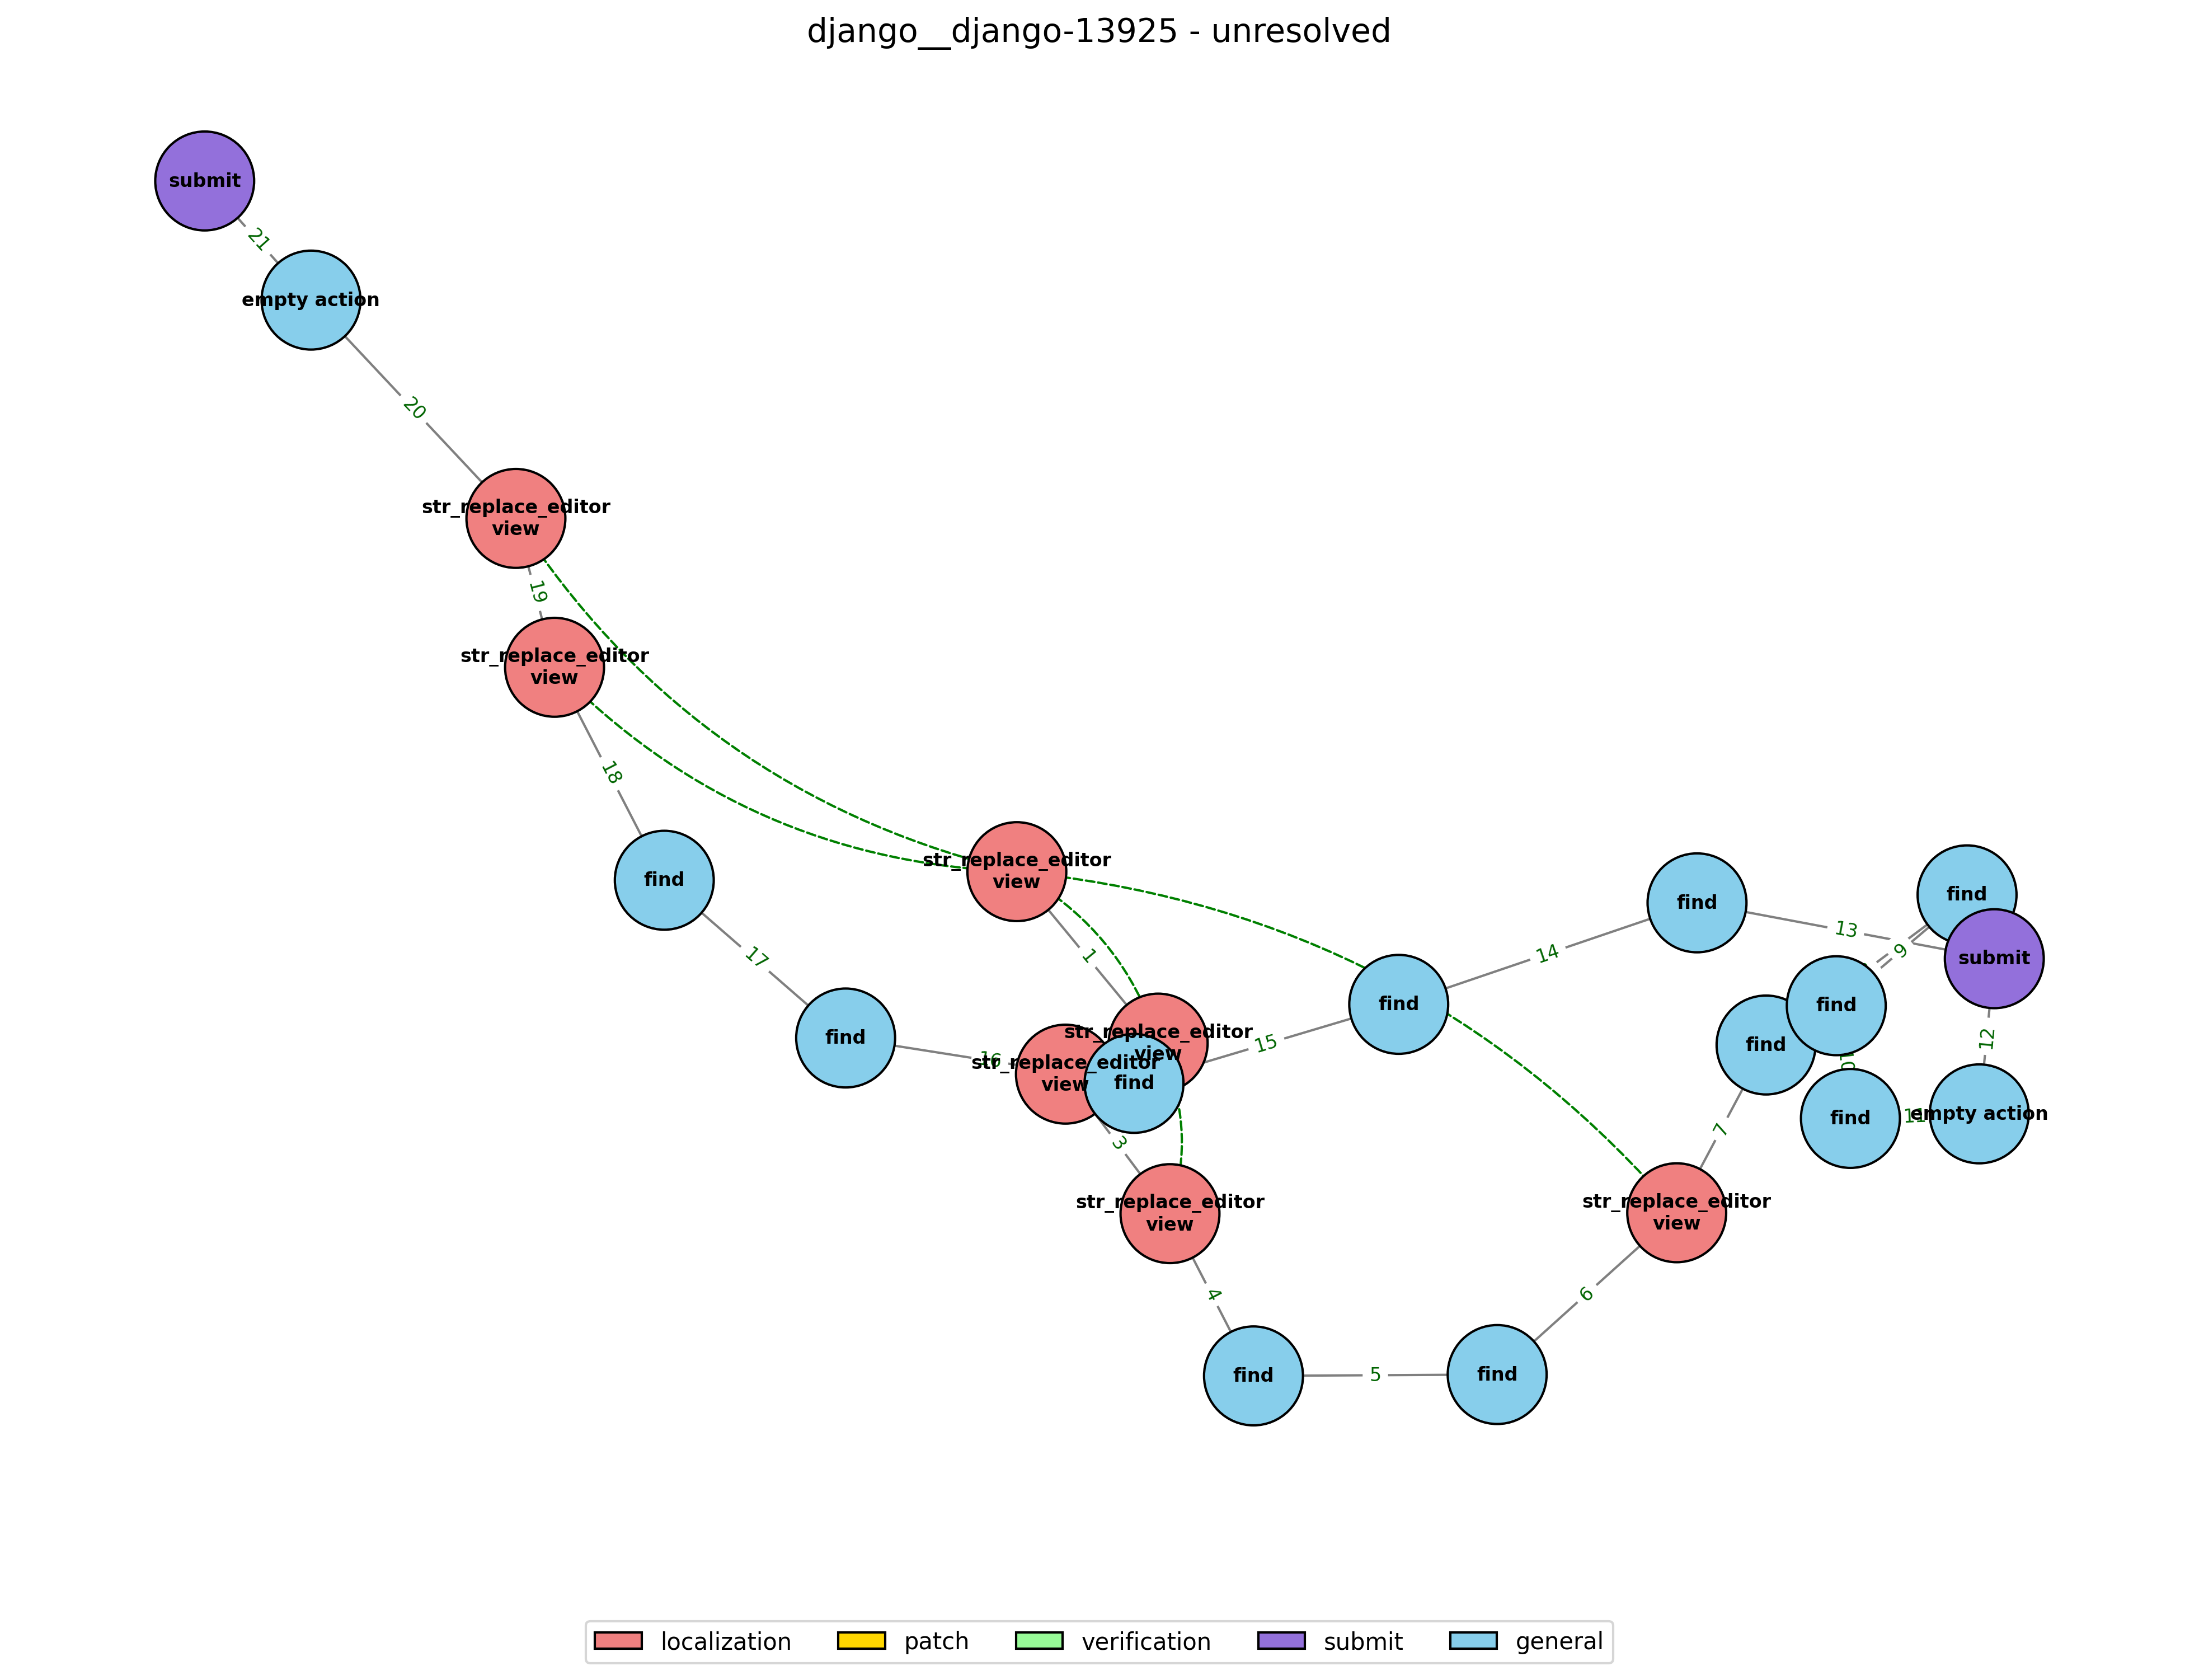 django__django-13925 - unresolved
submit
21
empty action
20
str_replace_editor
view
19
str_replace_editor
view
18
find
17
find
16
str_replace_editor
view
1
str_replace_editor
view
str_replace_editor
view
find
3
str_replace_editor
view
4
find
5
find
6
str_replace_editor
view
7
find
find
find
9
find
11
empty action
12
submit
13
find
14
find
15
localization
patch
verification
submit
general